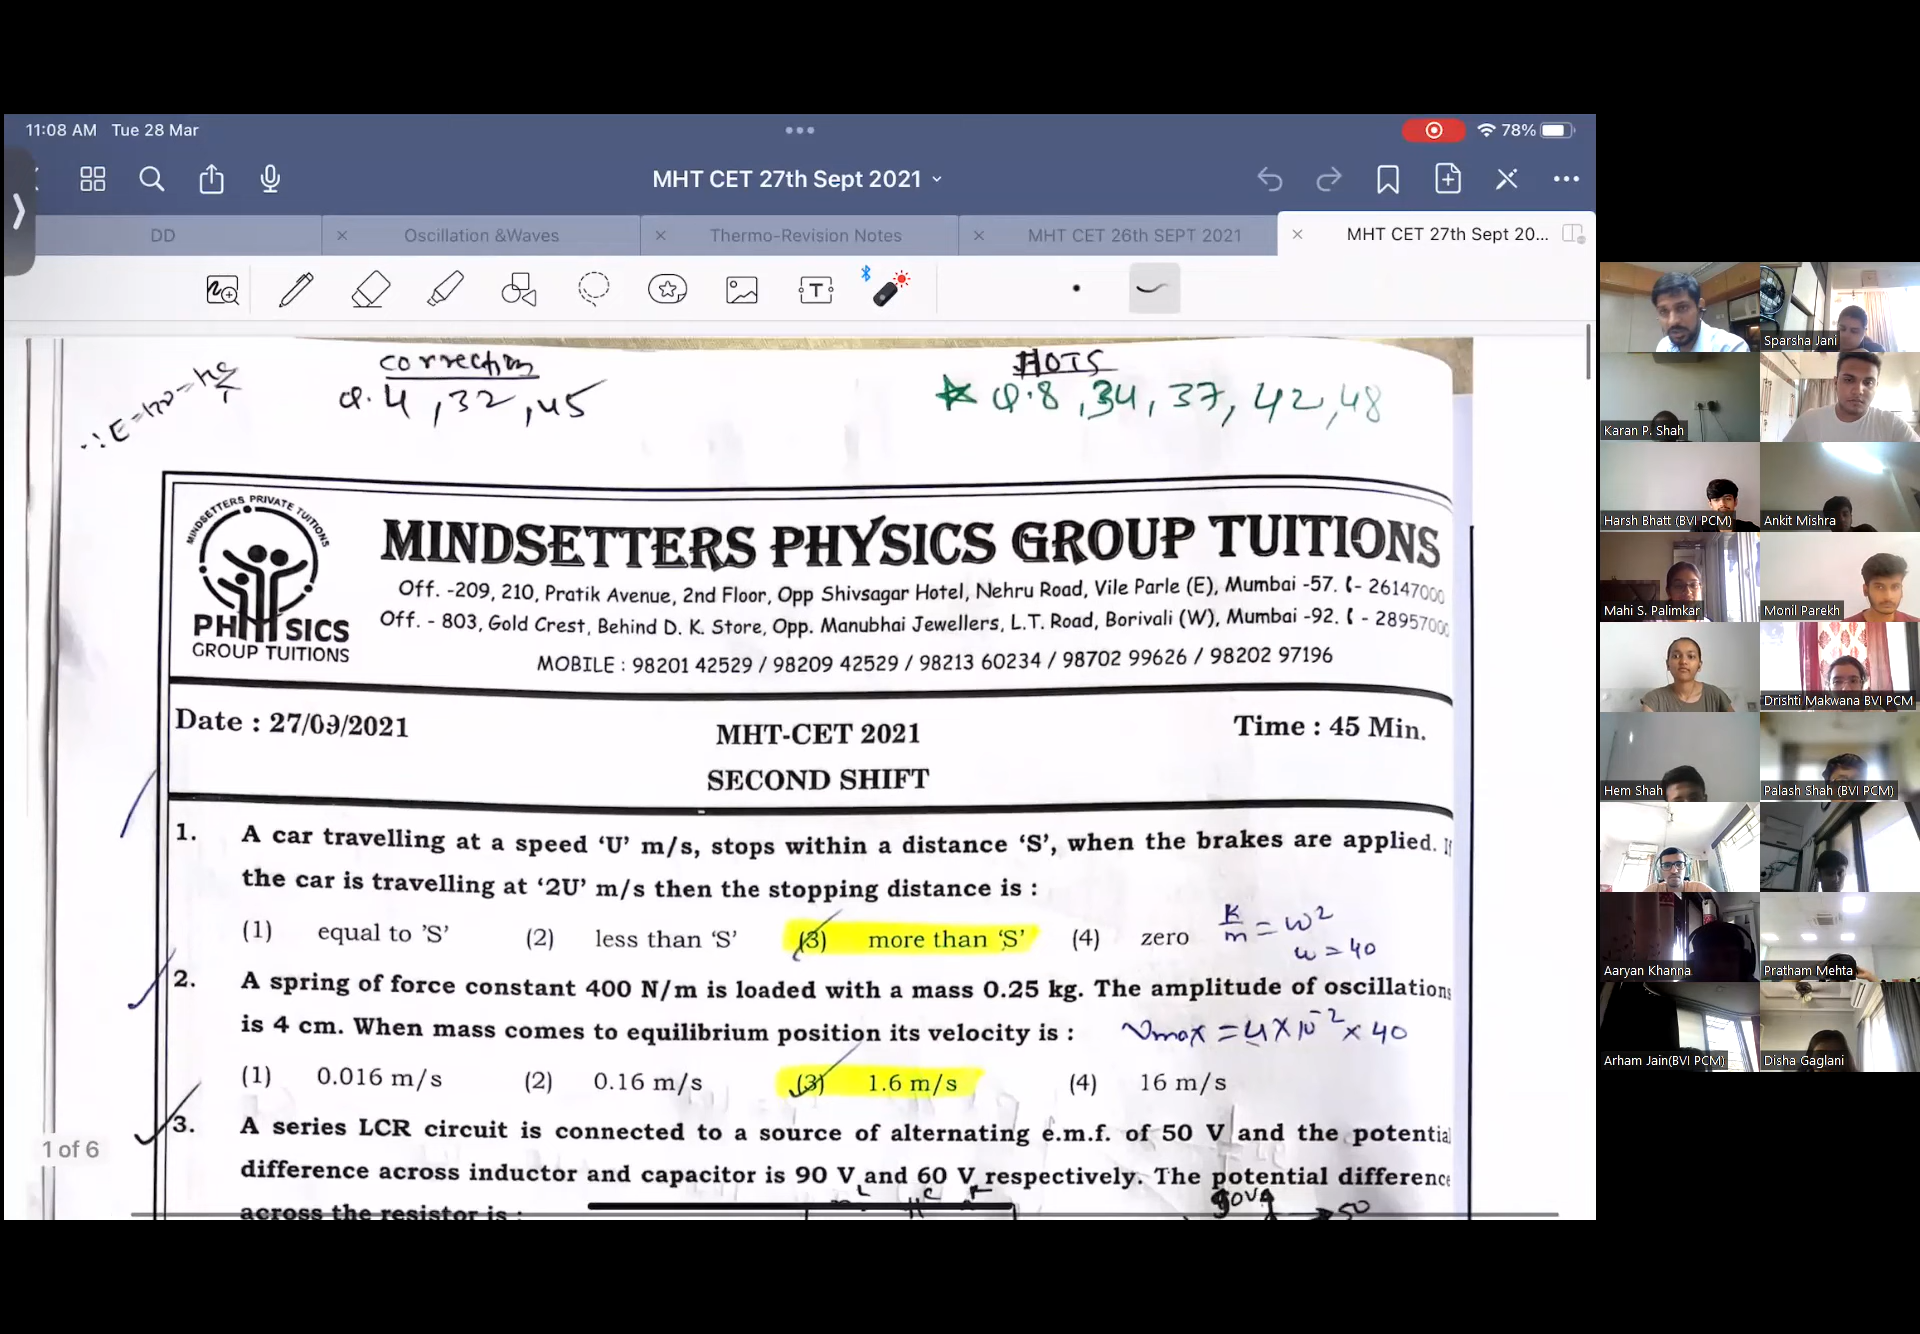 11:08 AM Tue 28 Mar
78%
MHT CET 27th Sept 2021
DD
Oscillation &Waves
Thermo-Revision Notes
MHT CET 26th SEPT 2021
MHT CET 27th Sept 20...
T
correction
Q.4, 32, 45
HOTS
Q.8, 34, 37, 42, 48
MINDSETTERS PRIVATE TUITIONS
PHYSICS
GROUP TUITIONS
MINDSETTERS PHYSICS GROUP TUITIONS
Off. -209, 210, Pratik Avenue, 2nd Floor, Opp Shivsagar Hotel, Nehru Road, Vile Parle (E), Mumbai -57. - 26147000
Off. - 803, Gold Crest, Behind D. K. Store, Opp. Manubhai Jewellers, L.T. Road, Borivali (W), Mumbai -92. - 28957000
MOBILE : 98201 42529 / 98209 42529 / 98213 60234 / 98702 99626 / 98202 97196
Date : 27/09/2021
MHT-CET 2021
Time : 45 Min.
SECOND SHIFT
1. A car travelling at a speed 'U' m/s, stops within a distance 'S', when the brakes are applied. If
the car is travelling at '2U' m/s then the stopping distance is :
(1) equal to 'S' (2) less than 'S' (3) more than 'S' (4) zero
K/m = ω²
ω = 40
2. A spring of force constant 400 N/m is loaded with a mass 0.25 kg. The amplitude of oscillations
is 4 cm. When mass comes to equilibrium position its velocity is :
Vmax = 4×10⁻² × 40
(1) 0.016 m/s (2) 0.16 m/s (3) 1.6 m/s (4) 16 m/s
3. A series LCR circuit is connected to a source of alternating e.m.f. of 50 V and the potential
difference across inductor and capacitor is 90 V and 60 V respectively. The potential difference
across the resistor is :
50
1 of 6
Sparsha Jani
Karan P. Shah
Harsh Bhatt (BVI PCM)
Ankit Mishra
Mahi S. Palimkar
Monil Parekh
Drishti Makwana BVI PCM
Hem Shah
Palash Shah (BVI PCM)
Aaryan Khanna
Pratham Mehta
Arham Jain(BVI PCM)
Disha Gaglani